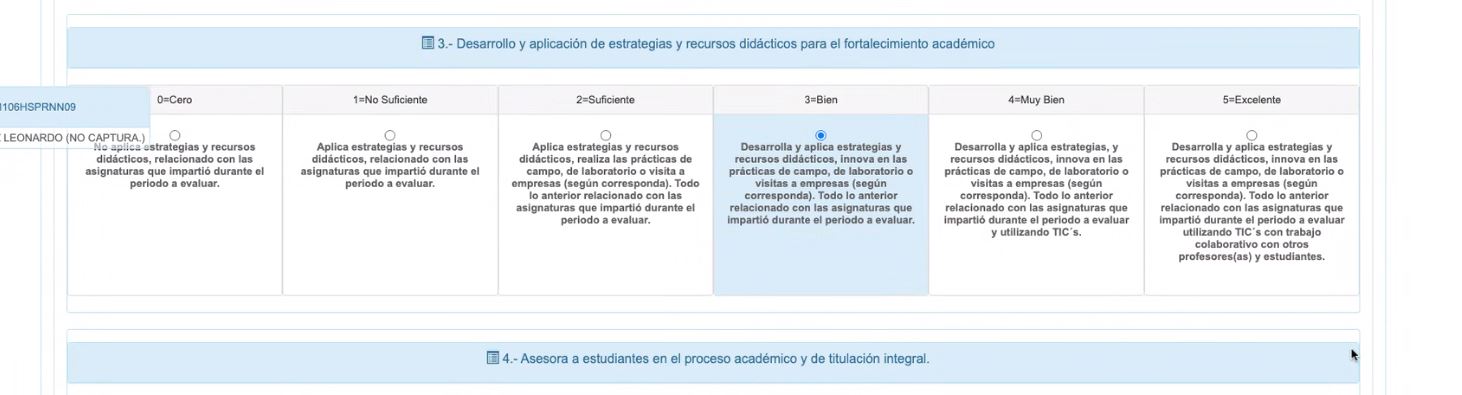 3.- Desarrollo y aplicación de estrategias y recursos didácticos para el fortalecimiento académico
106HSPRNN09
LEONARDO (NO CAPTURA.)
0=Cero
No aplica estrategias y recursos
didácticos, relacionado con las
asignaturas que impartió durante el
periodo a evaluar.
1=No Suficiente
Aplica estrategias y recursos
didácticos, relacionado con las
asignaturas que impartió durante el
periodo a evaluar.
2=Suficiente
Aplica estrategias y recursos
didácticos, realiza las prácticas de
campo, de laboratorio o visita a
empresas (según corresponda). Todo
lo anterior relacionado con las
asignaturas que impartió durante el
periodo a evaluar.
3=Bien
Desarrolla y aplica estrategias y
recursos didácticos, innova en las
prácticas de campo, de laboratorio o
visitas a empresas (según
corresponda). Todo lo anterior
relacionado con las asignaturas que
impartió durante el periodo a evaluar.
4=Muy Bien
Desarrolla y aplica estrategias, y
recursos didácticos, innova en las
prácticas de campo, de laboratorio o
visitas a empresas (según
corresponda). Todo lo anterior
relacionado con las asignaturas que
impartió durante el periodo a evaluar
y utilizando TIC´s.
5=Excelente
Desarrolla y aplica estrategias y
recursos didácticos, innova en las
prácticas de campo, de laboratorio o
visitas a empresas (según
corresponda). Todo lo anterior
relacionado con las asignaturas que
impartió durante el periodo a evaluar
utilizando TIC´s con trabajo
colaborativo con otros
profesores(as) y estudiantes.
4.- Asesora a estudiantes en el proceso académico y de titulación integral.